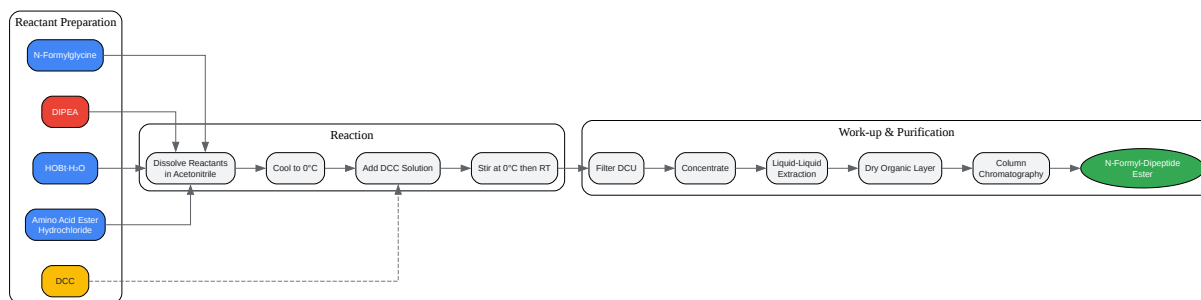 Reactant Preparation
N-Formylglycine
DIPEA
HOBt·H₂O
Amino Acid Ester
Hydrochloride
DCC
Reaction
Dissolve Reactants
in Acetonitrile
Cool to 0°C
Add DCC Solution
Stir at 0°C then RT
Work-up & Purification
Filter DCU
Concentrate
Liquid-Liquid
Extraction
Dry Organic Layer
Column
Chromatography
N-Formyl-Dipeptide
Ester